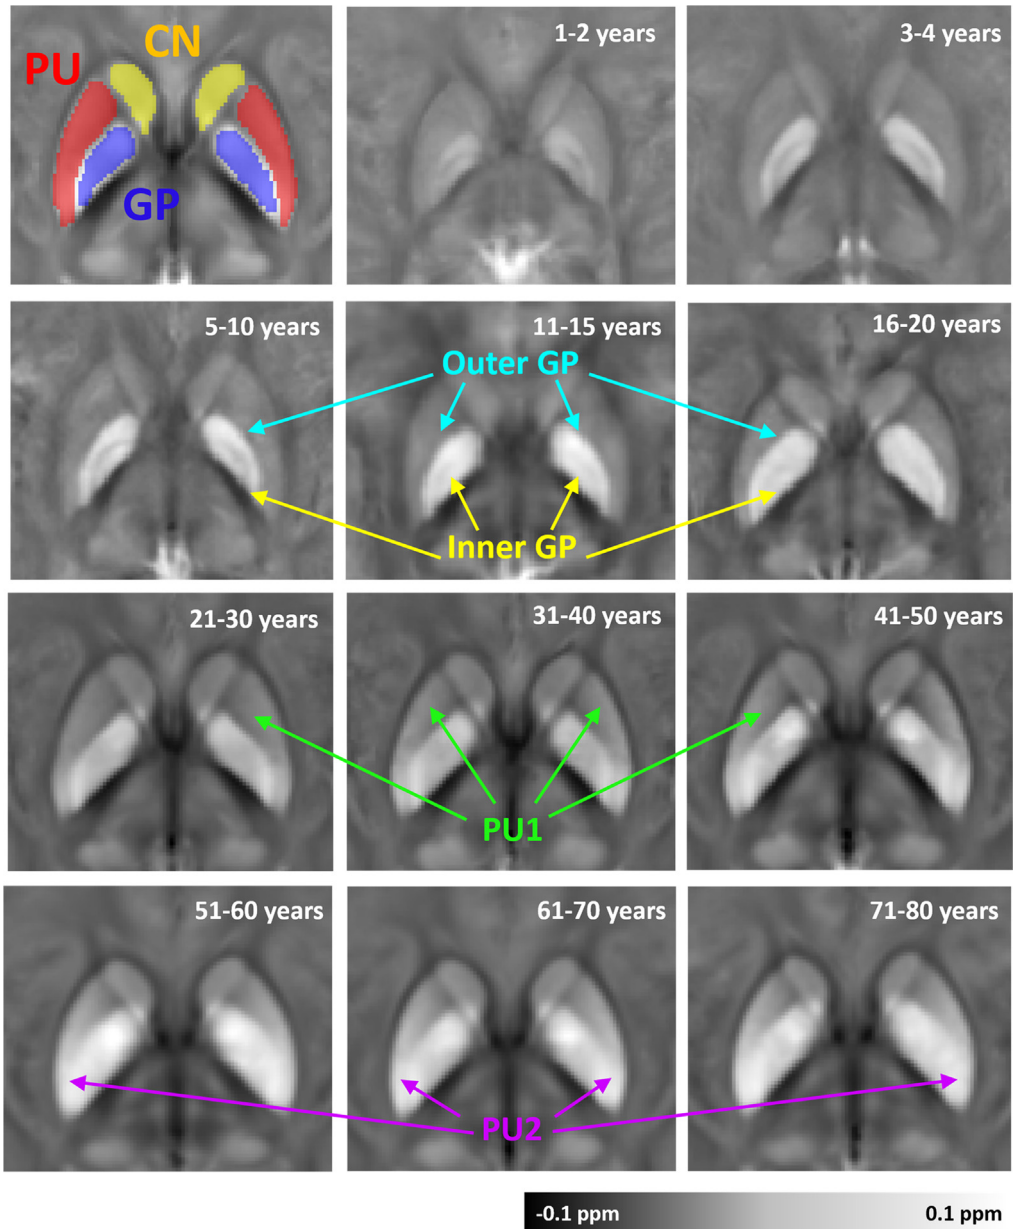 CN
PU
GP
1-2 years
3-4 years
5-10 years
11-15 years
16-20 years
Outer GP
Inner GP
21-30 years
31-40 years
41-50 years
PU1
51-60 years
61-70 years
71-80 years
PU2
-0.1 ppm
0.1 ppm